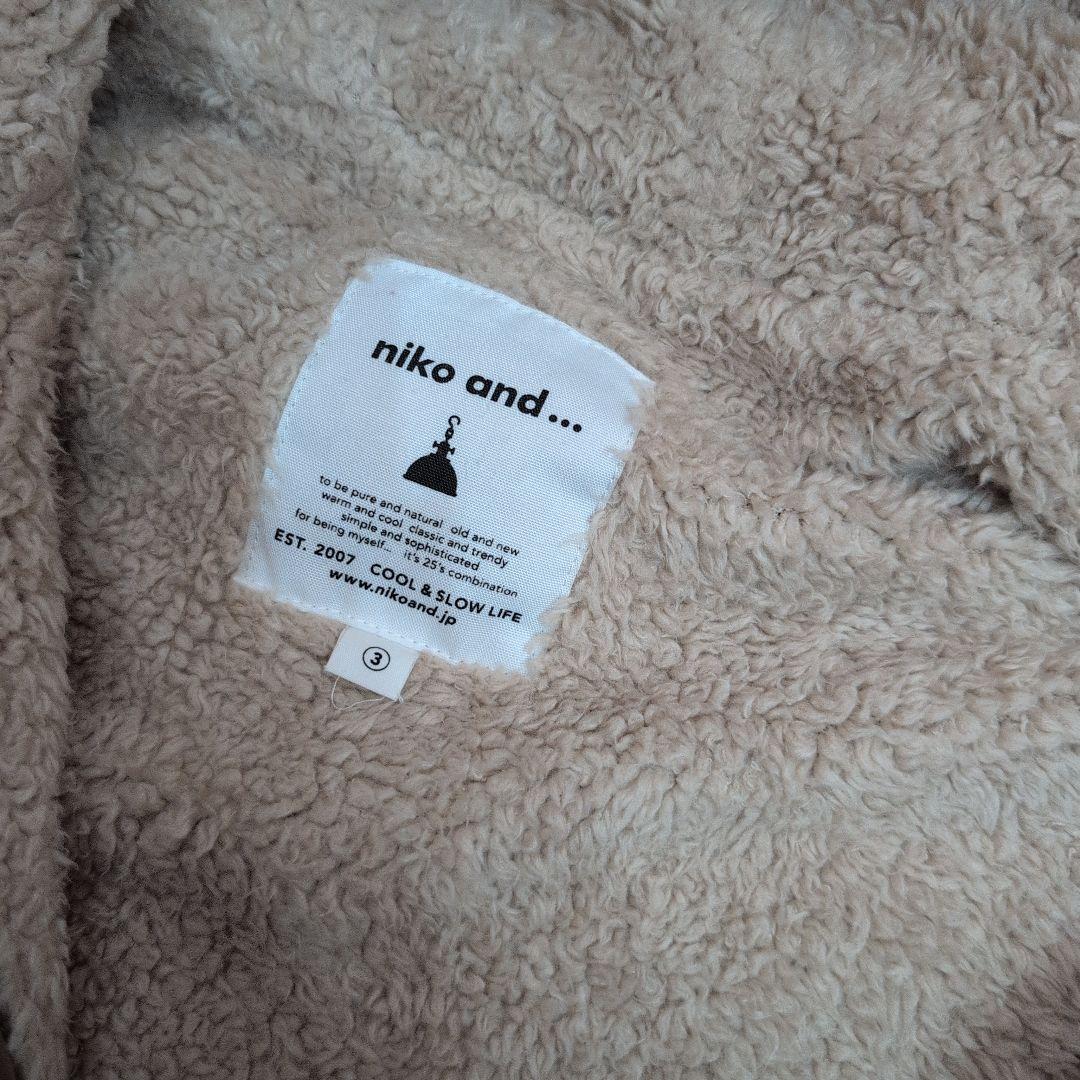 niko and...
to be pure and natural old and new
warm and cool classic and trendy
simple and sophisticated
for being myself... it's 25's combination
EST. 2007 COOL & SLOW LIFE
www.nikoand.jp
③